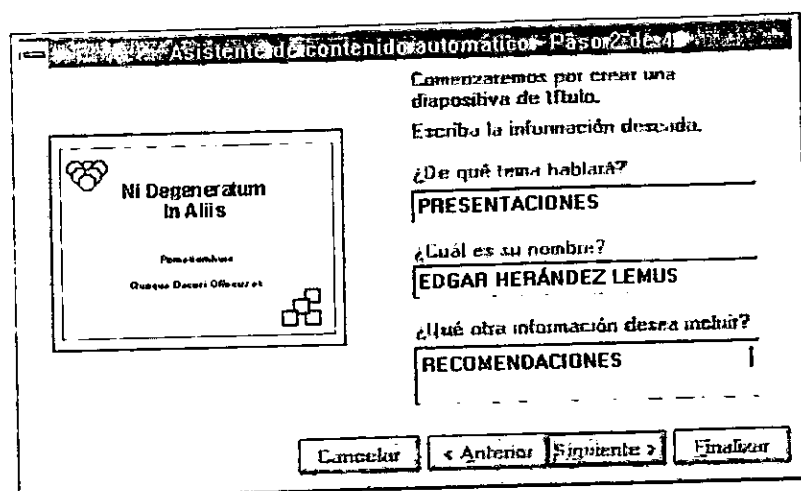 Asistente de contenido automático - Paso 2 de 4
Comenzaremos por crear una
diapositiva de título.
Escriba la información deseada.
Ni Degeneratum
In Aliis
¿De qué tema hablará?
PRESENTACIONES
¿Cuál es su nombre?
EDGAR HERÁNDEZ LEMUS
¿Qué otra información desea incluir?
RECOMENDACIONES
Cancelar
< Anterior
Siguiente >
Finalizar